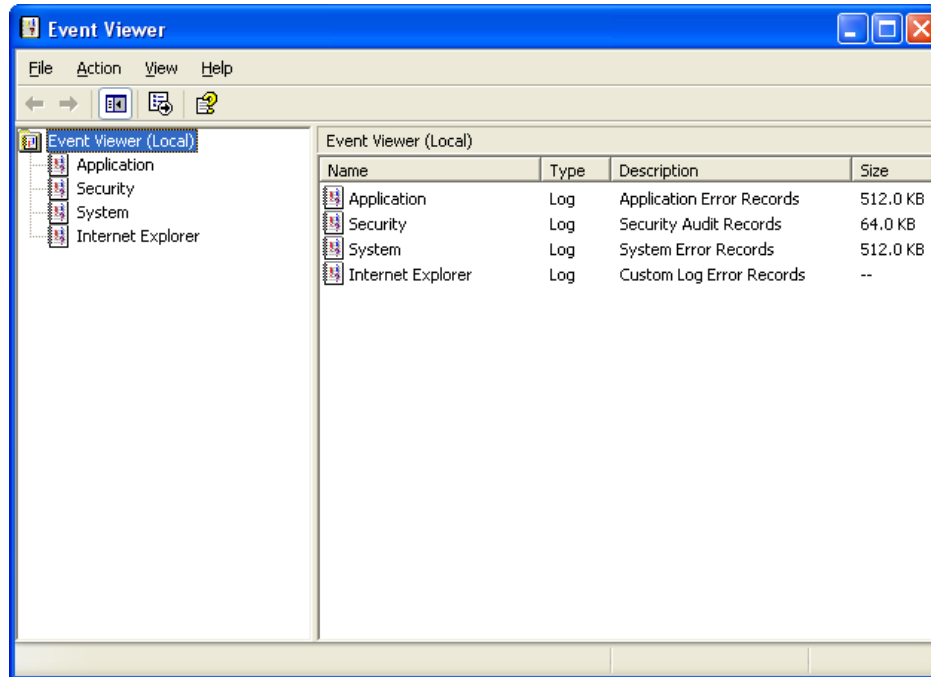 Event Viewer
File Action View Help
Event Viewer (Local)
Application
Security
System
Internet Explorer
Event Viewer (Local)
Name Type Description Size
Application Log Application Error Records 512.0 KB
Security Log Security Audit Records 64.0 KB
System Log System Error Records 512.0 KB
Internet Explorer Log Custom Log Error Records --